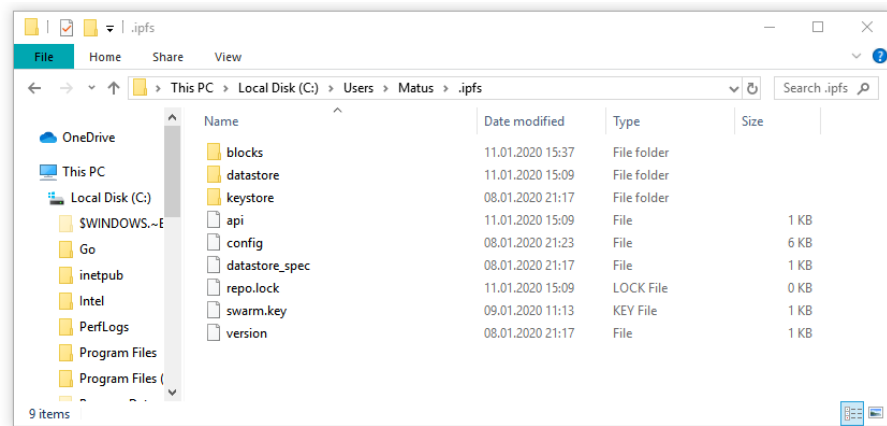 .ipfs
File Home Share View
This PC Local Disk (C:) Users Matus .ipfs Search .ipfs
Name Date modified Type Size
OneDrive
This PC
Local Disk (C:)
$WINDOWS.~E
Go
inetpub
Intel
PerfLogs
Program Files
Program Files (
blocks 11.01.2020 15:37 File folder
datastore 11.01.2020 15:09 File folder
keystore 08.01.2020 21:17 File folder
api 11.01.2020 15:09 File 1 KB
config 08.01.2020 21:23 File 6 KB
datastore_spec 08.01.2020 21:17 File 1 KB
repo.lock 11.01.2020 15:09 LOCK File 0 KB
swarm.key 09.01.2020 11:13 KEY File 1 KB
version 08.01.2020 21:17 File 1 KB
9 items